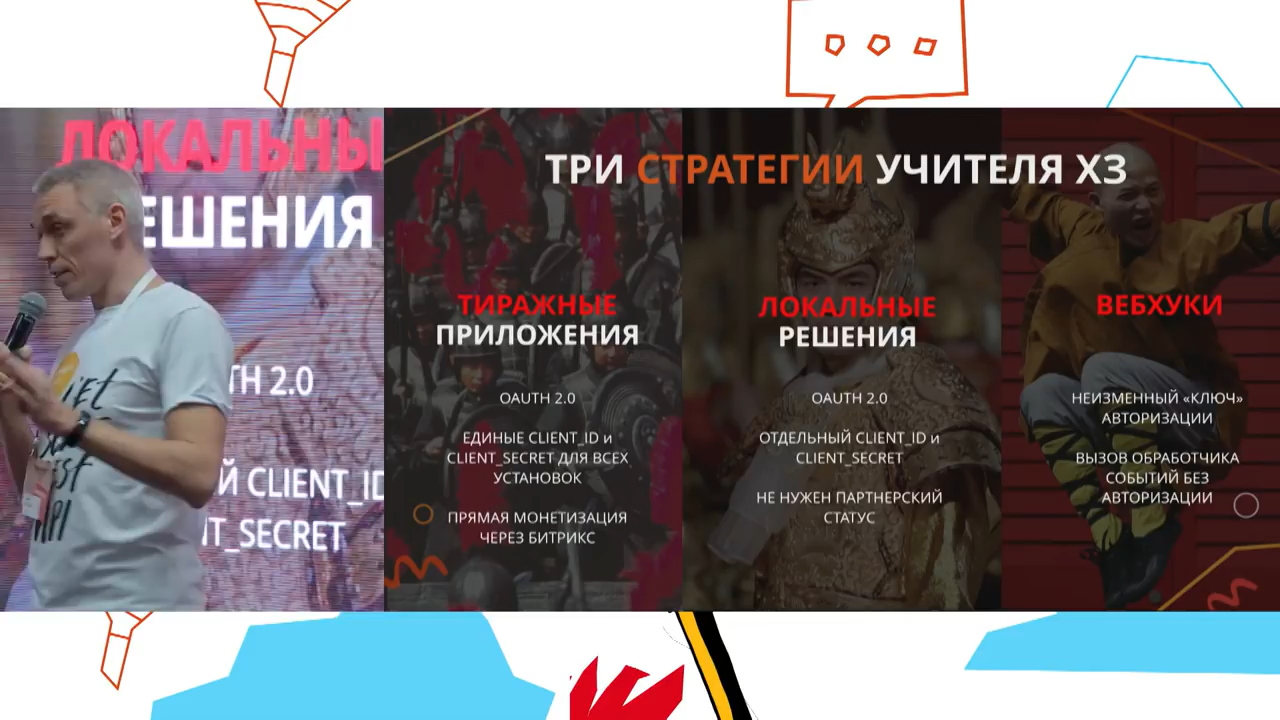 ЛОКАЛЬНЫ
ЕШЕНИЯ
TH 2.0
Й CLIENT_ID
NT_SECRET
ТРИ СТРАТЕГИИ УЧИТЕЛЯ ХЗ
ТИРАЖНЫЕ
ПРИЛОЖЕНИЯ
OAUTH 2.0
ЕДИНЫЕ CLIENT_ID и
CLIENT_SECRET ДЛЯ ВСЕХ
УСТАНОВОК
ПРЯМАЯ МОНЕТИЗАЦИЯ
ЧЕРЕЗ БИТРИКС
ЛОКАЛЬНЫЕ
РЕШЕНИЯ
OAUTH 2.0
ОТДЕЛЬНЫЙ CLIENT_ID и
CLIENT_SECRET
НЕ НУЖЕН ПАРТНЕРСКИЙ
СТАТУС
ВЕБХУКИ
НЕИЗМЕННЫЙ «КЛЮЧ»
АВТОРИЗАЦИИ
ВЫЗОВ ОБРАБОТЧИКА
СОБЫТИЙ БЕЗ
АВТОРИЗАЦИИ